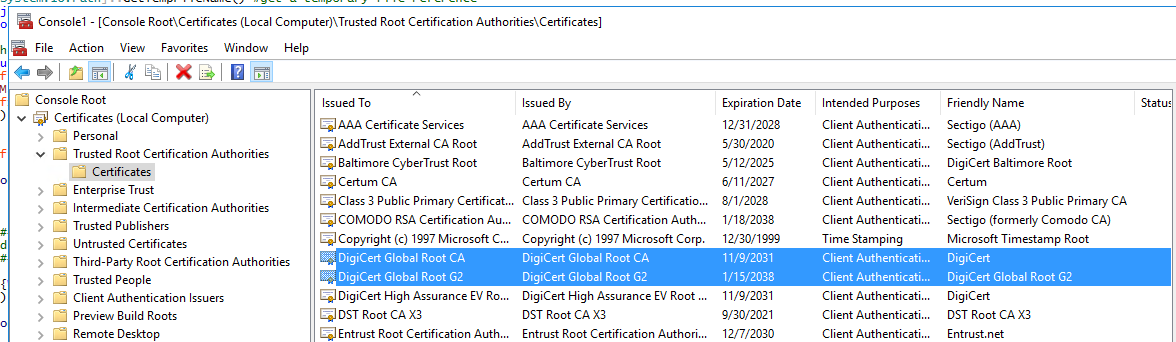 Console1 - [Console Root\Certificates (Local Computer)\Trusted Root Certification Authorities\Certificates]
File Action View Favorites Window Help
Console Root
Certificates (Local Computer)
Personal
Trusted Root Certification Authorities
Certificates
Enterprise Trust
Intermediate Certification Authorities
Trusted Publishers
Untrusted Certificates
Third-Party Root Certification Authorities
Trusted People
Client Authentication Issuers
Preview Build Roots
Remote Desktop
Issued To Issued By Expiration Date Intended Purposes Friendly Name Status
AAA Certificate Services AAA Certificate Services 12/31/2028 Client Authenticati... Sectigo (AAA)
AddTrust External CA Root AddTrust External CA Root 5/30/2020 Client Authenticati... Sectigo (AddTrust)
Baltimore CyberTrust Root Baltimore CyberTrust Root 5/12/2025 Client Authenticati... DigiCert Baltimore Root
Certum CA Certum CA 6/11/2027 Client Authenticati... Certum
Class 3 Public Primary Certificat... Class 3 Public Primary Certificatio... 8/1/2028 Client Authenticati... VeriSign Class 3 Public Primary CA
COMODO RSA Certification Au... COMODO RSA Certification Auth... 1/18/2038 Client Authenticati... Sectigo (formerly Comodo CA)
Copyright (c) 1997 Microsoft C... Copyright (c) 1997 Microsoft Corp. 12/30/1999 Time Stamping Microsoft Timestamp Root
DigiCert Global Root CA DigiCert Global Root CA 11/9/2031 Client Authenticati... DigiCert
DigiCert Global Root G2 DigiCert Global Root G2 1/15/2038 Client Authenticati... DigiCert Global Root G2
DigiCert High Assurance EV Ro... DigiCert High Assurance EV Root ... 11/9/2031 Client Authenticati... DigiCert
DST Root CA X3 DST Root CA X3 9/30/2021 Client Authenticati... DST Root CA X3
Entrust Root Certification Auth... Entrust Root Certification Authori... 12/7/2030 Client Authenticati... Entrust.net